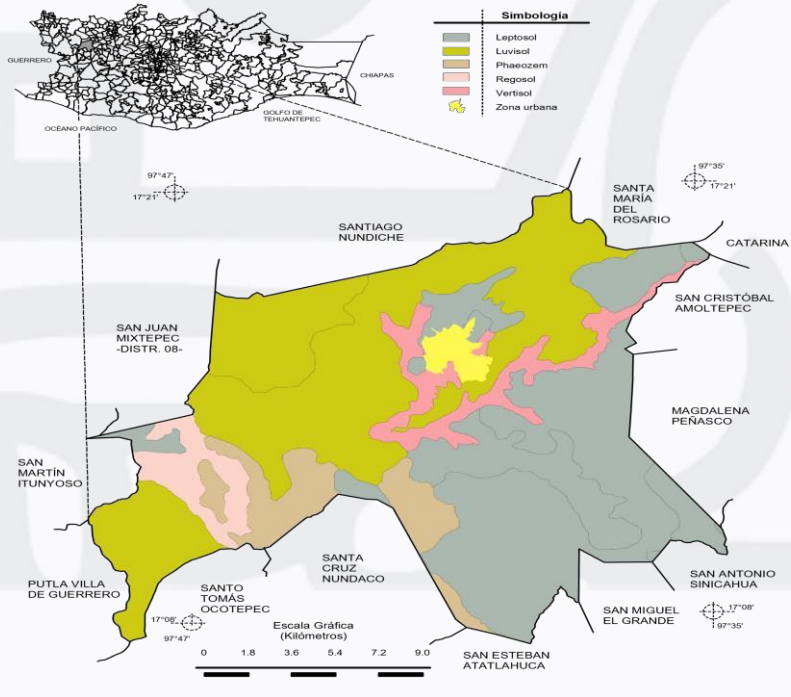 Simbología
Leptosol
Luvisol
Phaeozem
Regosol
Vertisol
Zona urbana
GUERRERO
CHIAPAS
GOLFO DE
TEHUANTEPEC
OCÉANO PACÍFICO
97°47'
17°21'
97°35'
17°21'
SANTA
MARÍA
DEL
ROSARIO
SANTIAGO
NUNDICHE
CATARINA
SAN CRISTÓBAL
AMOLTEPEC
SAN JUAN
MIXTEPEC
-DISTR. 08-
MAGDALENA
PEÑASCO
SAN
MARTÍN
ITUNYOSO
PUTLA VILLA
DE GUERRERO
SANTO
TOMÁS
OCOTEPEC
SANTA
CRUZ
NUNDACO
SAN ANTONIO
SINICAHUA
SAN MIGUEL
EL GRANDE
SAN ESTEBAN
ATATLAHUCA
17°08'
97°47'
17°08'
97°35'
Escala Gráfica
(Kilómetros)
0 1.8 3.6 5.4 7.2 9.0